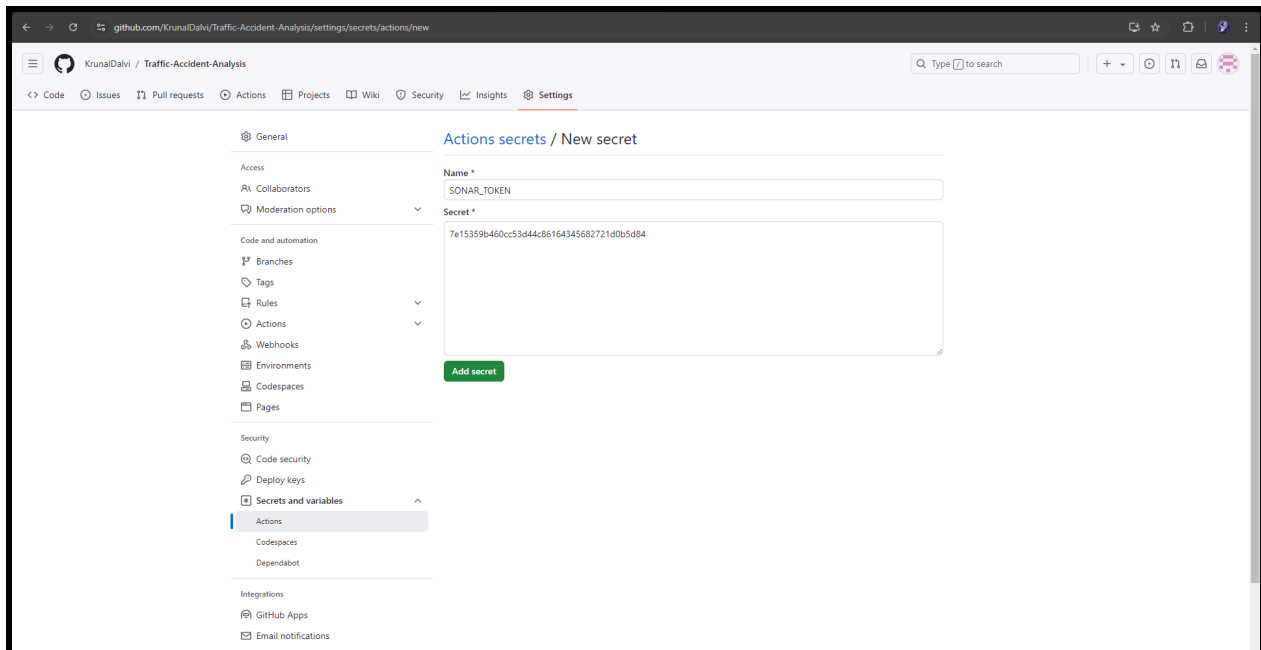 github.com/KrunalDalvi/Traffic-Accident-Analysis/settings/secrets/actions/new
KrunalDalvi / Traffic-Accident-Analysis
Type / to search
Code Issues Pull requests Actions Projects Wiki Security Insights Settings
General
Access
Collaborators
Moderation options
Code and automation
Branches
Tags
Rules
Actions
Webhooks
Environments
Codespaces
Pages
Security
Code security
Deploy keys
Secrets and variables
Actions
Codespaces
Dependabot
Integrations
GitHub Apps
Email notifications
Actions secrets / New secret
Name *
SONAR_TOKEN
Secret *
7e15359b460cc53d44c86164345682721d0b5d84
Add secret